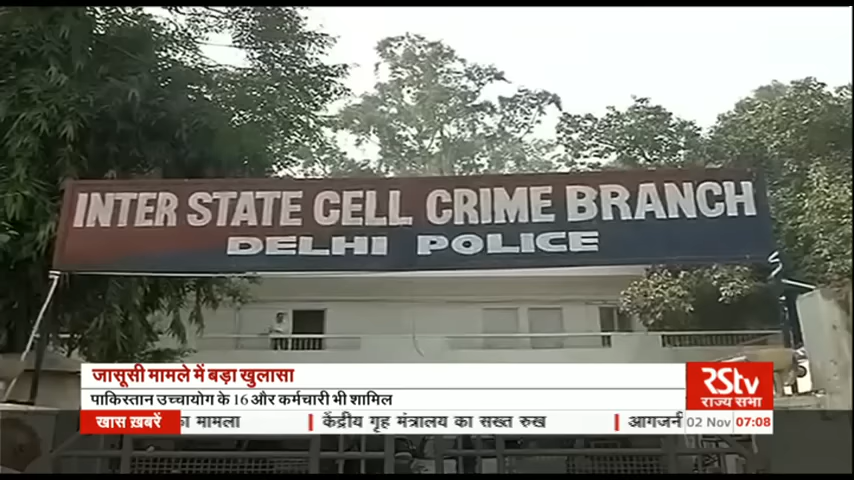 INTER STATE CELL CRIME BRANCH
DELHI POLICE
जासूसी मामले में बड़ा खुलासा
पाकिस्तान उच्चायोग के 16 और कर्मचारी भी शामिल
RStv
राज्य सभा
खास ख़बरें का मामला | केंद्रीय गृह मंत्रालय का सख्त रुख | आगजनी
02 Nov 07:08